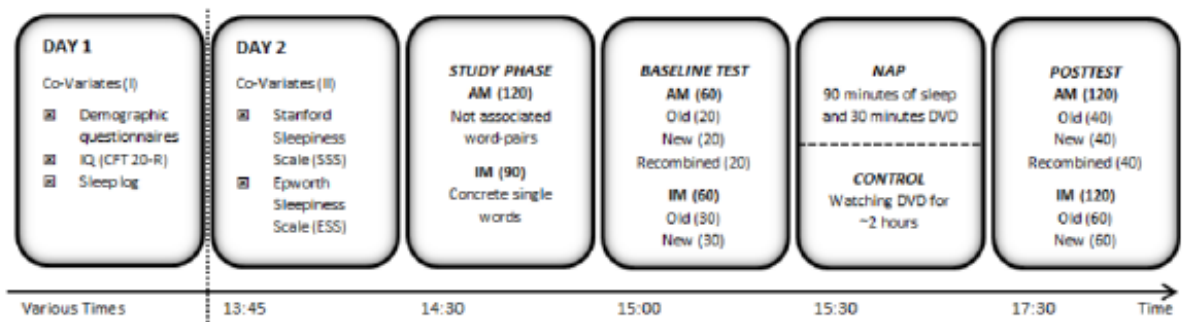 DAY 1
Co-Variates (I)
☒ Demographic
questionnaires
☒ IQ (CFT 20-R)
☒ Sleep log
DAY 2
Co-Variates (II)
☒ Stanford
Sleepiness
Scale (SSS)
☒ Epworth
Sleepiness
Scale (ESS)
STUDY PHASE
AM (120)
Not associated
word-pairs
IM (90)
Concrete single
words
BASELINE TEST
AM (60)
Old (20)
New (20)
Recombined (20)
IM (60)
Old (30)
New (30)
NAP
90 minutes of sleep
and 30 minutes DVD
CONTROL
Watching DVD for
~2 hours
POSTTEST
AM (120)
Old (40)
New (40)
Recombined (40)
IM (120)
Old (60)
New (60)
Various Times 13:45 14:30 15:00 15:30 17:30 Time